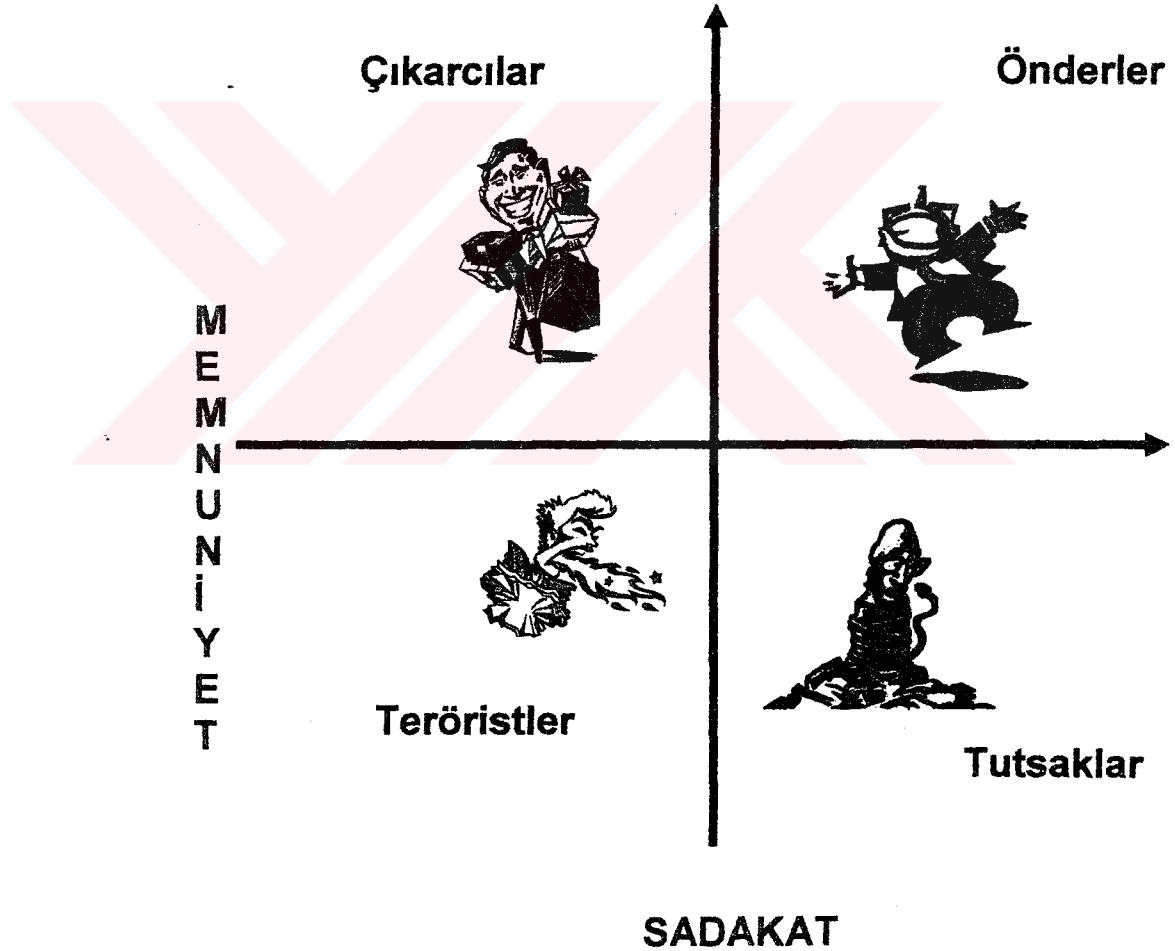 Çıkarcılar
Önderler
MEMNUNİYET
Teröristler
Tutsaklar
SADAKAT